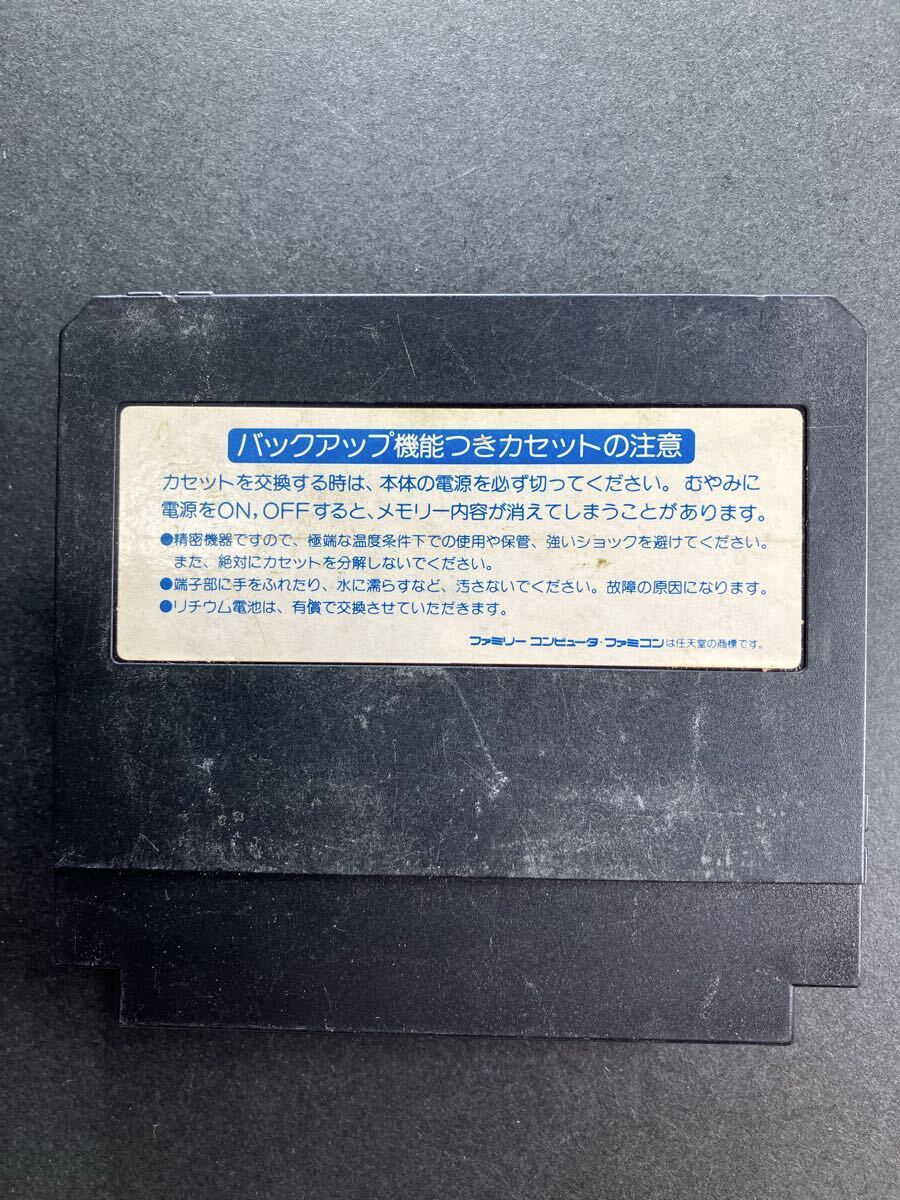 バックアップ機能つきカセットの注意
カセットを交換する時は、本体の電源を必ず切ってください。むやみに
電源をON,OFFすると、メモリー内容が消えてしまうことがあります。
●精密機器ですので、極端な温度条件下での使用や保管、強いショックを避けてください。
また、絶対にカセットを分解しないでください。
●端子部に手をふれたり、水に濡らすなど、汚さないでください。故障の原因になります。
●リチウム電池は、有償で交換させていただきます。
ファミリー コンピュータ・ファミコンは任天堂の商標です。